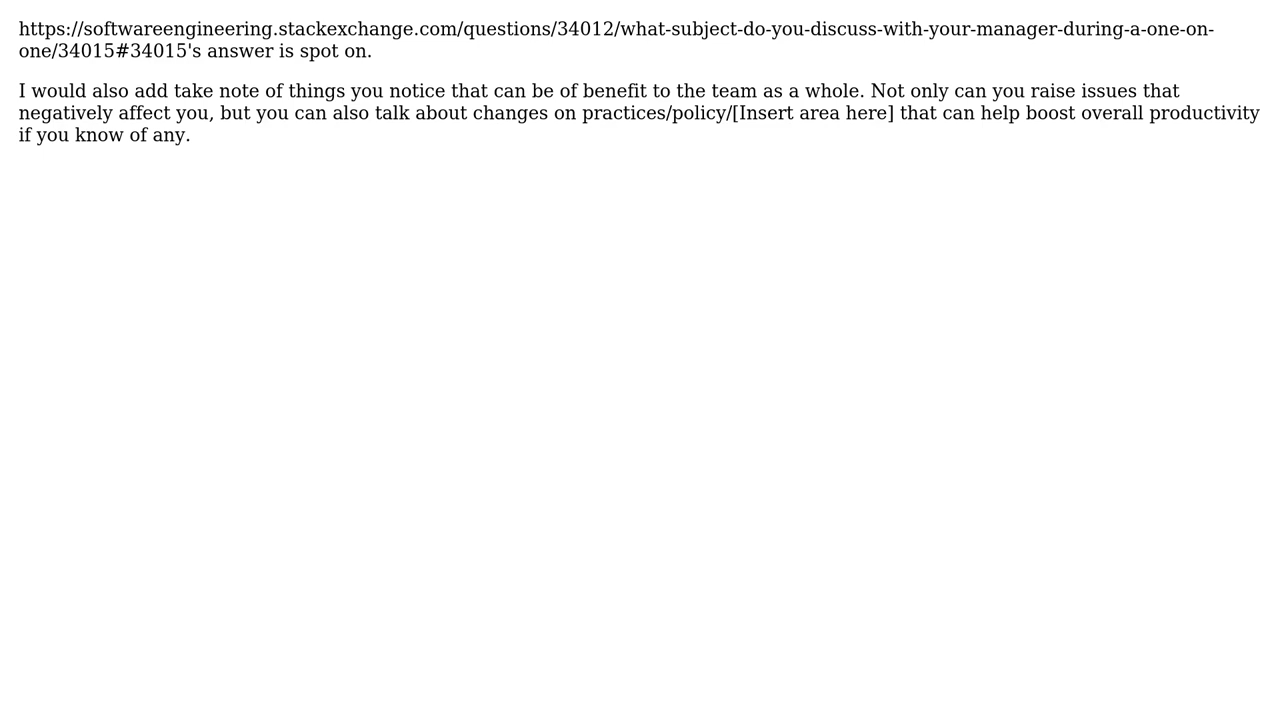 https://softwareengineering.stackexchange.com/questions/34012/what-subject-do-you-discuss-with-your-manager-during-a-one-on-
one/34015#34015's answer is spot on.
I would also add take note of things you notice that can be of benefit to the team as a whole. Not only can you raise issues that
negatively affect you, but you can also talk about changes on practices/policy/[Insert area here] that can help boost overall productivity
if you know of any.